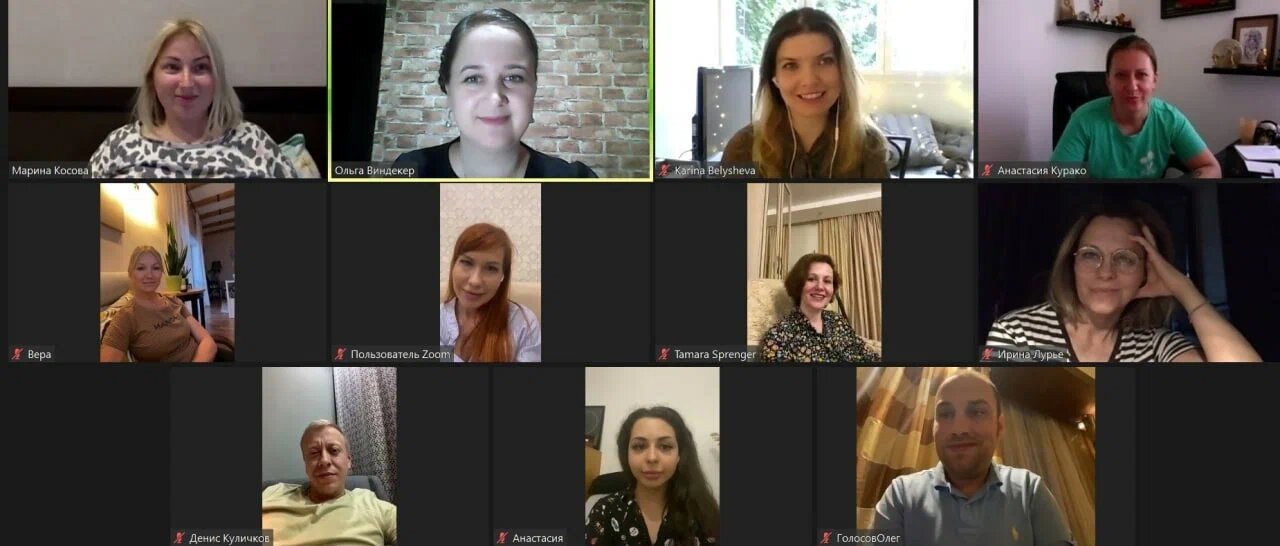 Марина Косова
Ольга Виндекер
Karina Belysheva
Анастасия Курако
Вера
Пользователь Zoom
Tamara Sprenger
Ирина Лурье
Денис Куличков
Анастасия
ГолосовОлег